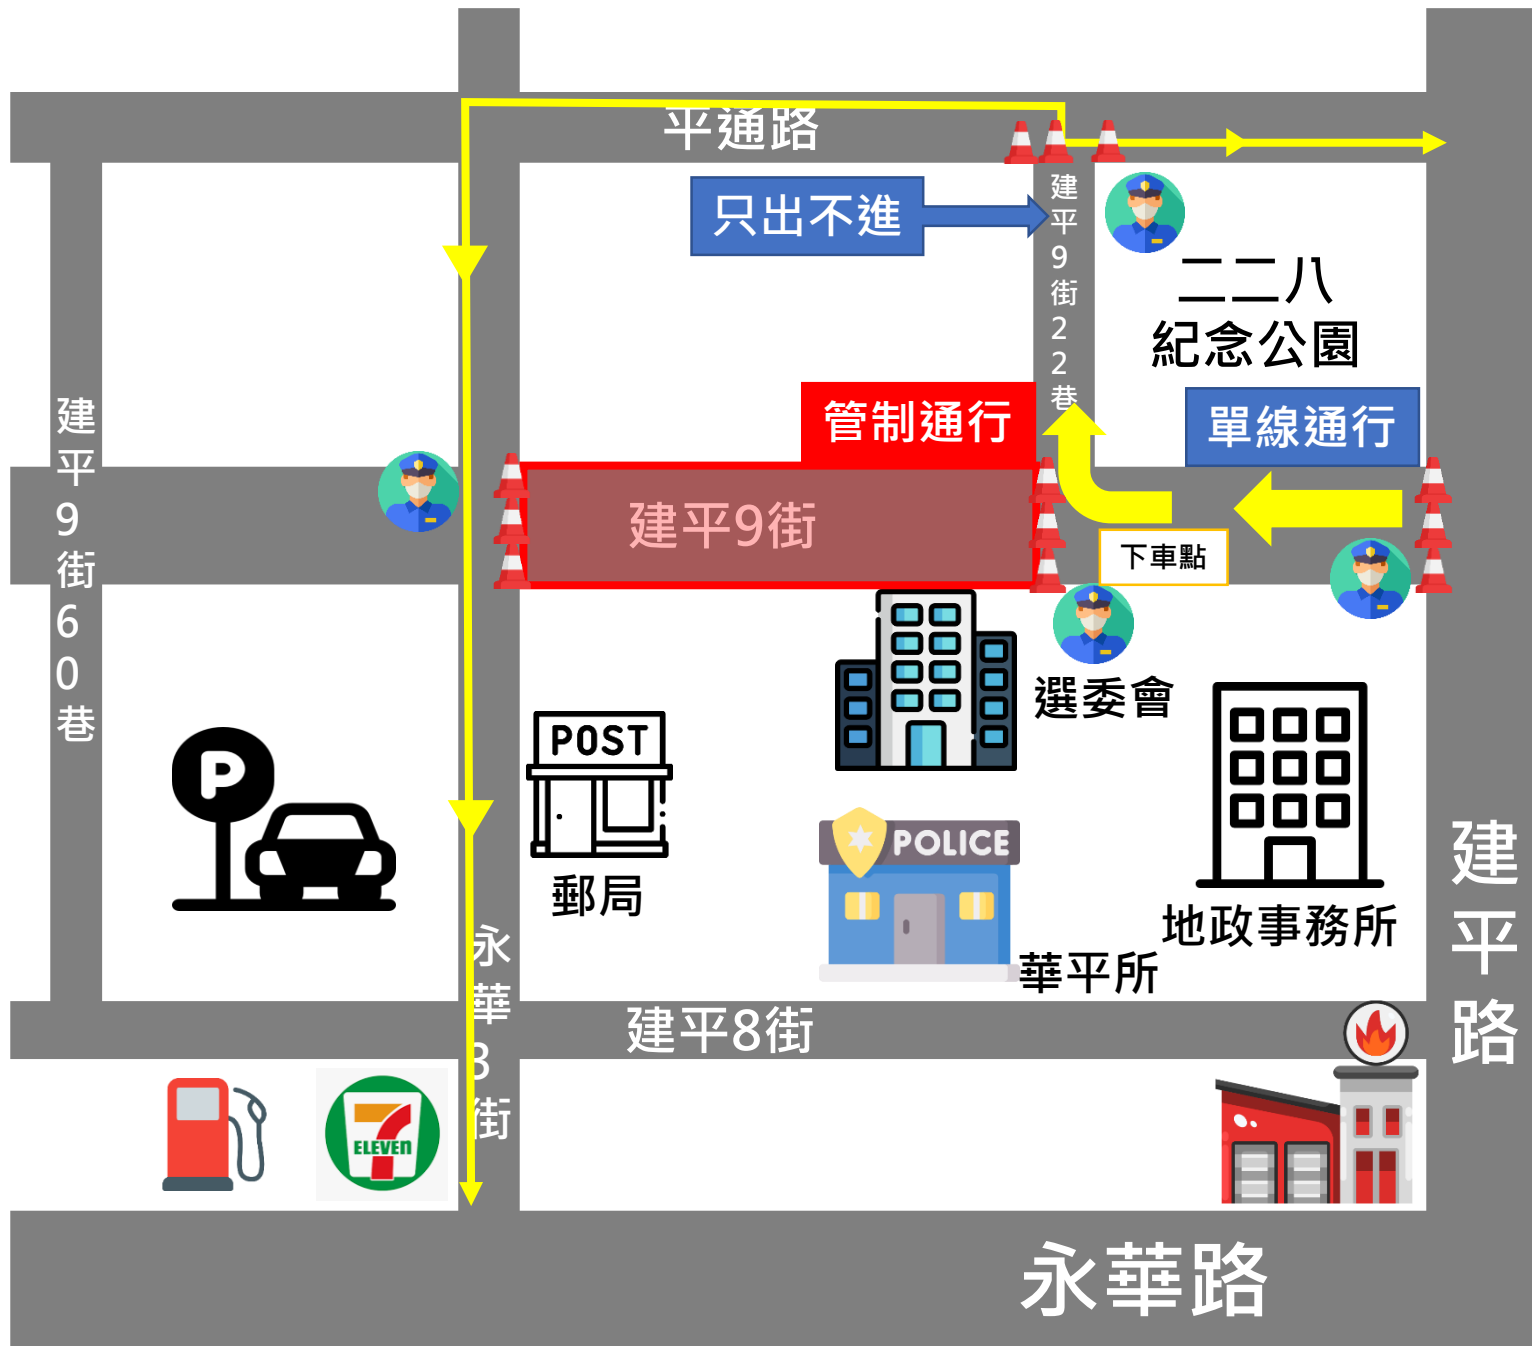 平通路
只出不進
建平9街22巷
二二八
紀念公園
建平9街60巷
管制通行
單線通行
建平9街
下車點
選委會
P
POST
郵局
POLICE
華平所
地政事務所
建平路
永華3街
建平8街
7
ELEVEN
永華路